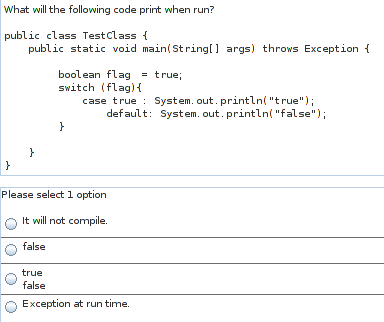 What will the following code print when run?
public class TestClass {
public static void main(String[] args) throws Exception {
boolean flag = true;
switch (flag){
case true : System.out.println("true");
default: System.out.println("false");
}
}
}
Please select 1 option
It will not compile.
false
true
false
Exception at run time.